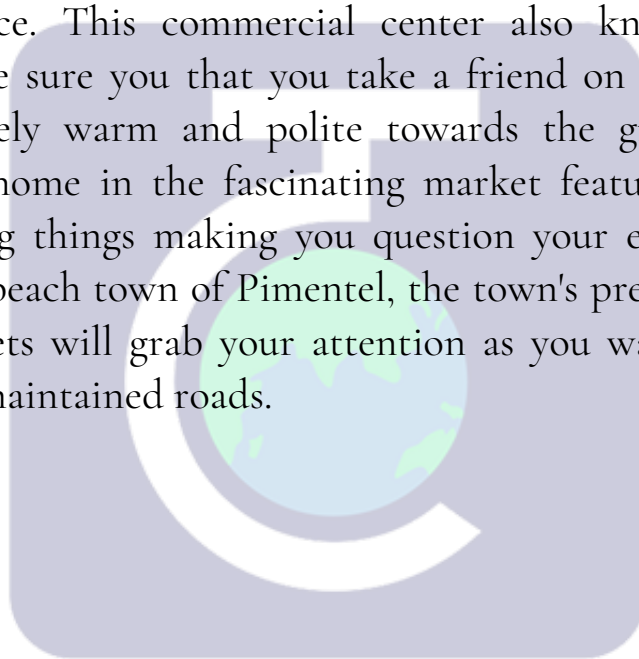 ce. This commercial center also kn
e sure you that you take a friend on
ely warm and polite towards the g
home in the fascinating market featu
g things making you question your e
beach town of Pimentel, the town's pre
ets will grab your attention as you wa
maintained roads.